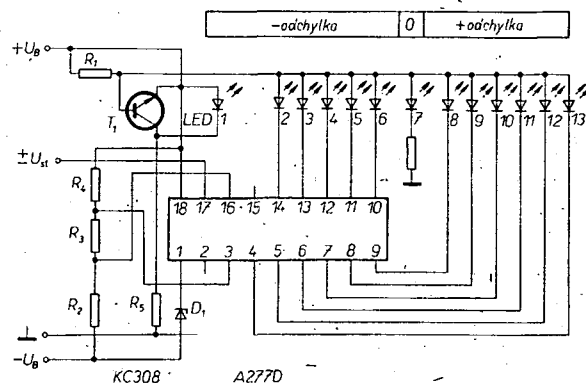 -odchylka 0 +odchylka
+U_B
R_1
T_1
LED 1 2 3 4 5 6 7 8 9 10 11 12 13
±U_st
R_4
18 17 16 15 14 13 12 11 10
R_3
1 2 3 4 5 6 7 8 9
R_2
R_5
D_1
-U_B
KC308 A277D